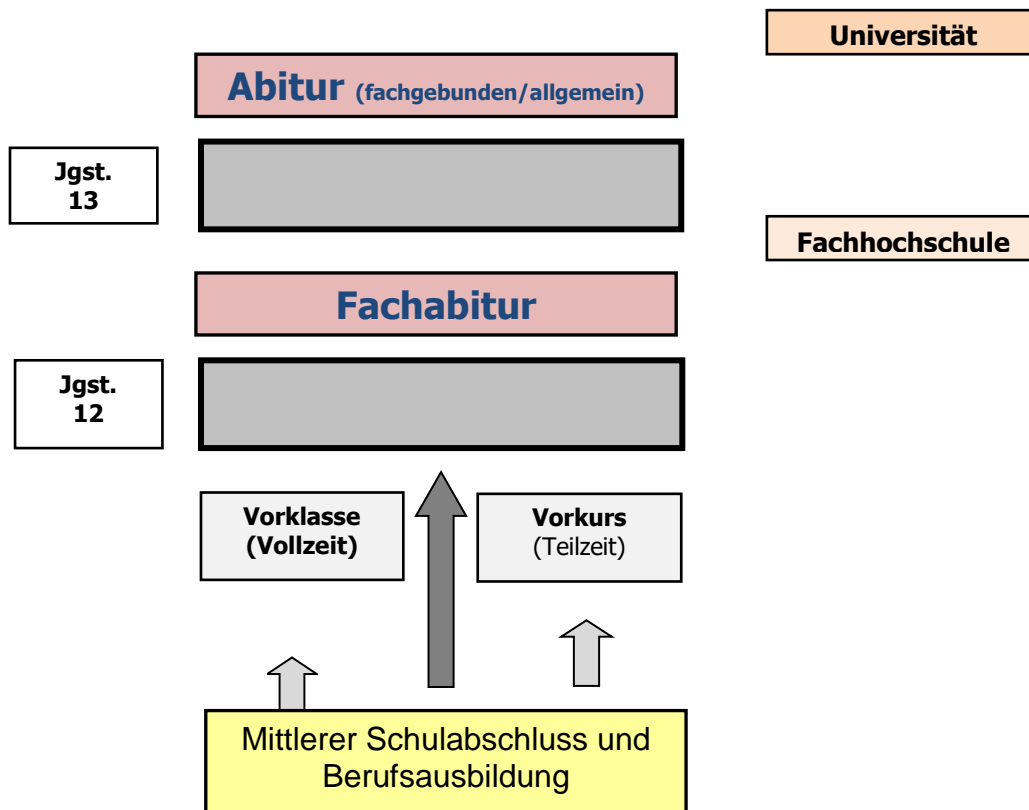 Universität
Abitur (fachgebunden/allgemein)
Jgst.
13
Fachhochschule
Fachabitur
Jgst.
12
Vorklasse
(Vollzeit)
Vorkurs
(Teilzeit)
Mittlerer Schulabschluss und
Berufsausbildung